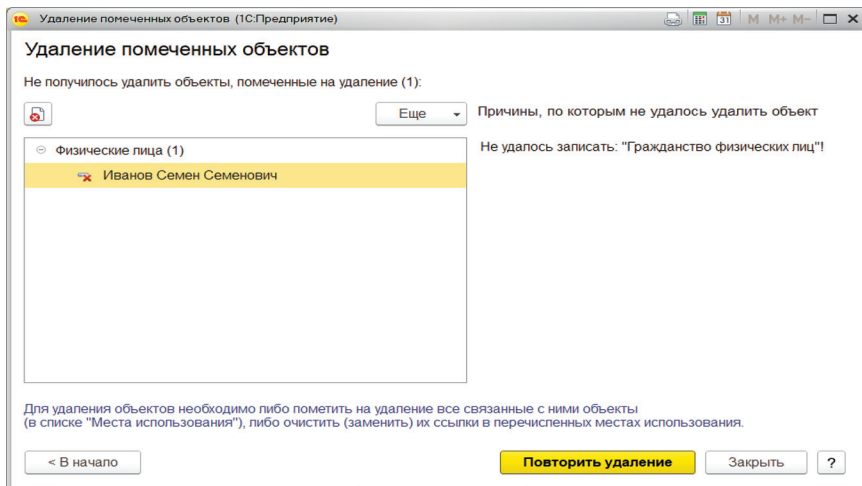 1С Удаление помеченных объектов (1С:Предприятие) 31 M M+ M-
Удаление помеченных объектов
Не получилось удалить объекты, помеченные на удаление (1):
Еще
Причины, по которым не удалось удалить объект
Физические лица (1)
Не удалось записать: "Гражданство физических лиц"!
Иванов Семен Семенович
Для удаления объектов необходимо либо пометить на удаление все связанные с ними объекты
(в списке "Места использования"), либо очистить (заменить) их ссылки в перечисленных местах использования.
< В начало Повторить удаление Закрыть ?